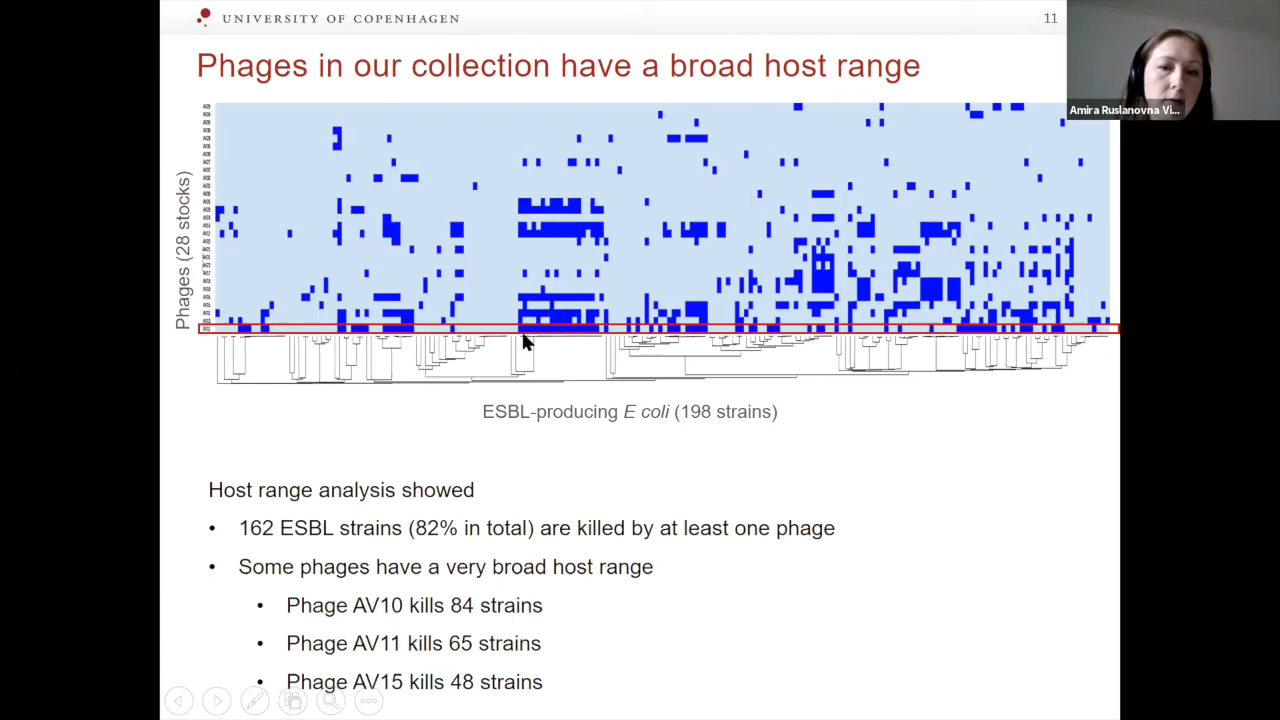 UNIVERSITY OF COPENHAGEN
11
Phages in our collection have a broad host range
Amira Ruslanovna Vi...
Phages (28 stocks)
ESBL-producing E coli (198 strains)
Host range analysis showed
• 162 ESBL strains (82% in total) are killed by at least one phage
• Some phages have a very broad host range
• Phage AV10 kills 84 strains
• Phage AV11 kills 65 strains
• Phage AV15 kills 48 strains